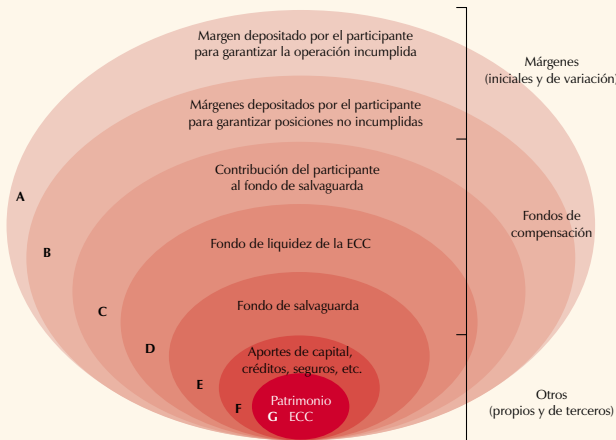 Margen depositado por el participante
para garantizar la operación incumplida
Márgenes
(iniciales y de variación)
Márgenes depositados por el participante
para garantizar posiciones no incumplidas
Contribución del participante
al fondo de salvaguarda
A
Fondos de
compensación
Fondo de liquidez de la ECC
B
Fondo de salvaguarda
C
D
Aportes de capital,
créditos, seguros, etc.
E
Otros
(propios y de terceros)
F
Patrimonio
G ECC